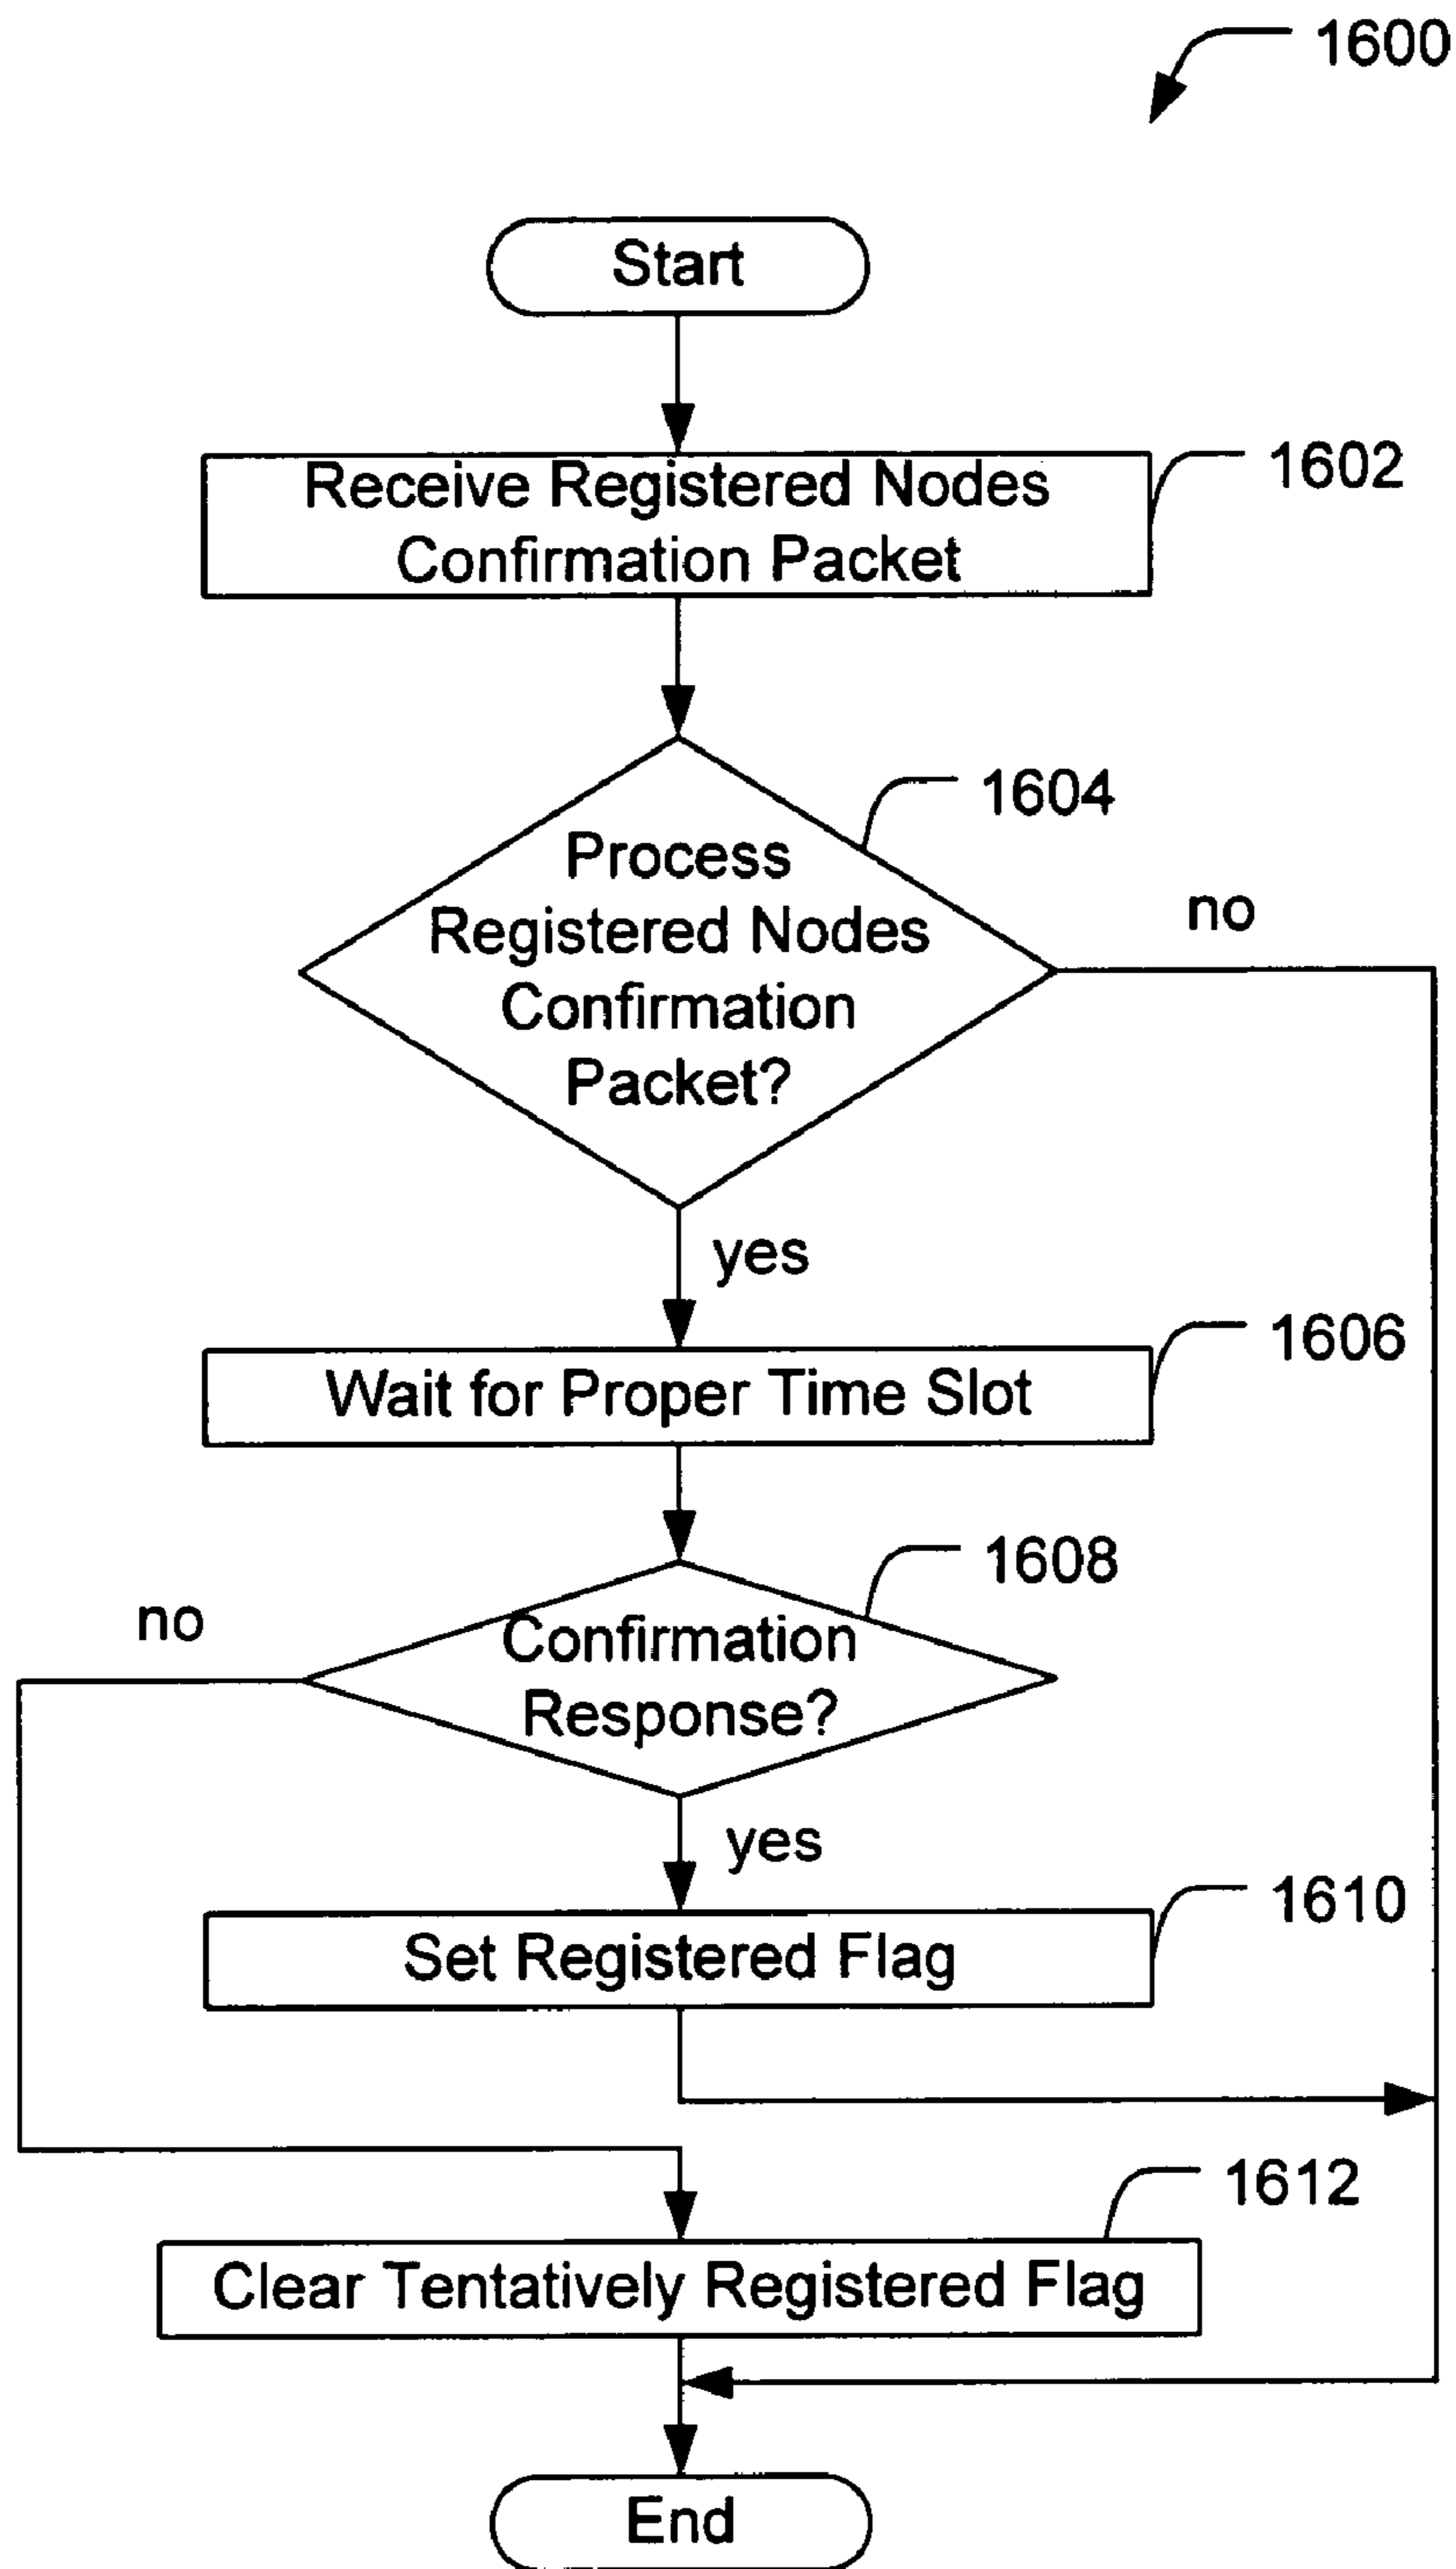 1600
Start
Receive Registered Nodes
Confirmation Packet
1602
1604
Process
Registered Nodes
Confirmation
Packet?
no
yes
Wait for Proper Time Slot
1606
1608
no
Confirmation
Response?
yes
Set Registered Flag
1610
1612
Clear Tentatively Registered Flag
End